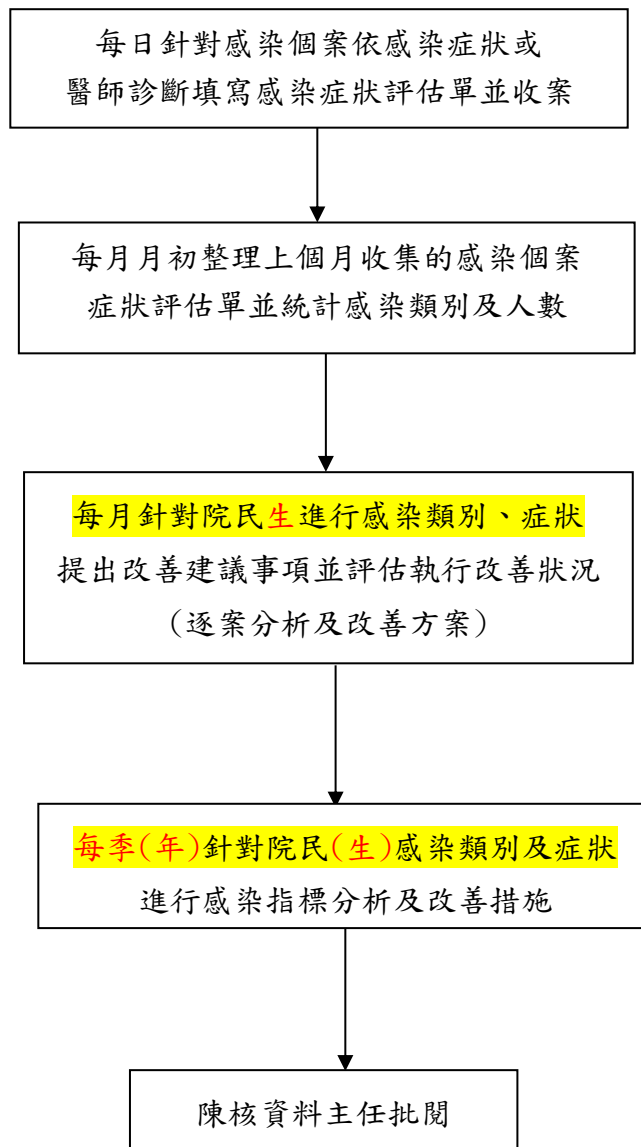 每日針對感染個案依感染症狀或
醫師診斷填寫感染症狀評估單並收案
每月月初整理上個月收集的感染個案
症狀評估單並統計感染類別及人數
每月針對院民生進行感染類別、症狀
提出改善建議事項並評估執行改善狀況
(逐案分析及改善方案)
每季(年)針對院民(生)感染類別及症狀
進行感染指標分析及改善措施
陳核資料主任批閱